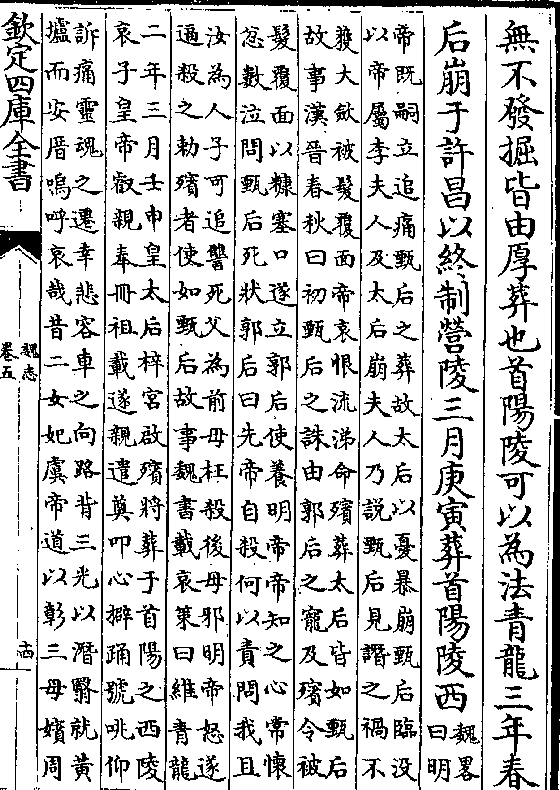 無不發掘皆由厚葬也首陽陵可以為法青龍三年春
后崩于許昌以終制營陵三月庚寅葬首陽陵西
魏畧
曰明
帝既嗣立追痛甄后之葬故太后以憂暴崩甄后臨没
以帝屬李夫人及太后崩夫人乃説甄后見譖之禍不
獲大斂被髮覆面帝哀恨流涕命殯葬太后皆如甄后
故事漢晉春秋曰初甄后之誅由郭后之寵及殯令被
髮覆面以糠塞口遂立郭后使養明帝帝知之心常懷
忿數泣問甄后死狀郭后曰先帝自殺何以責問我且
汝為人子可追讐死父為前母枉殺後母邪明帝怒遂
逼殺之勅殯者使如甄后故事魏書載哀策曰維青龍
二年三月壬申皇太后梓宫啟殯將葬于首陽之西陵
哀子皇帝叡親奉冊祖載遂親遣奠叩心擗踊號咷仰
訴痛靈魂之遷幸悲容車之向路背三光以潛翳就黄
壚而安厝嗚呼哀哉昔二女妃虞帝道以彰三母嬪周
欽定四庫全書
魏志
卷五
十四